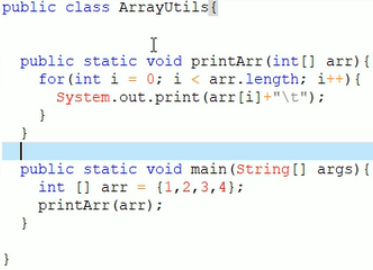 public class ArrayUtils{
public static void printArr(int[] arr){
for(int i = 0; i < arr.length; i++){
System.out.print(arr[i]+"\t");
}
}
public static void main(String[] args){
int [] arr = {1,2,3,4};
printArr(arr);
}
}